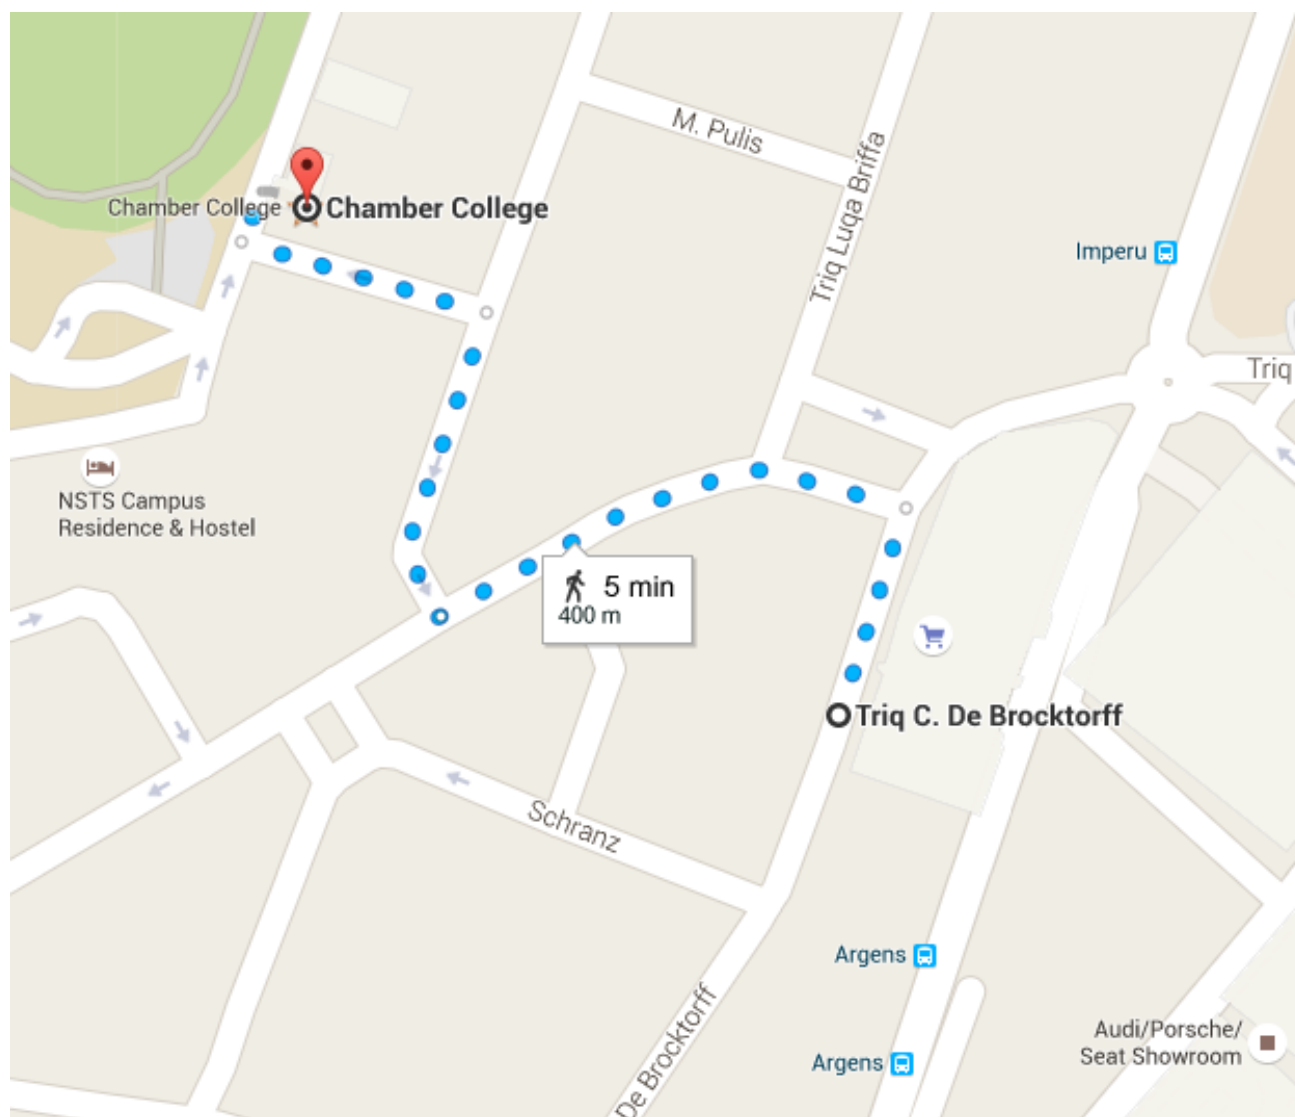 M. Pulis
Triq Luqa Briffa
Chamber College
Chamber College
Imperu
Triq
NSTS Campus
Residence & Hostel
5 min
400 m
Triq C. De Brocktorff
Schranz
Argens
De Brocktorff
Audi/Porsche/
Seat Showroom
Argens